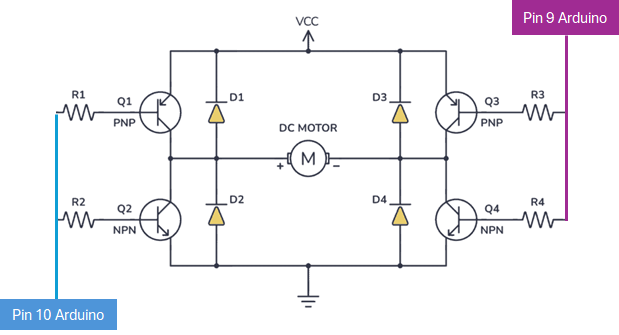 VCC
Pin 9 Arduino
R1
Q1
PNP
D1
D3
Q3
PNP
R3
DC MOTOR
M
+
−
R2
Q2
NPN
D2
D4
Q4
NPN
R4
Pin 10 Arduino